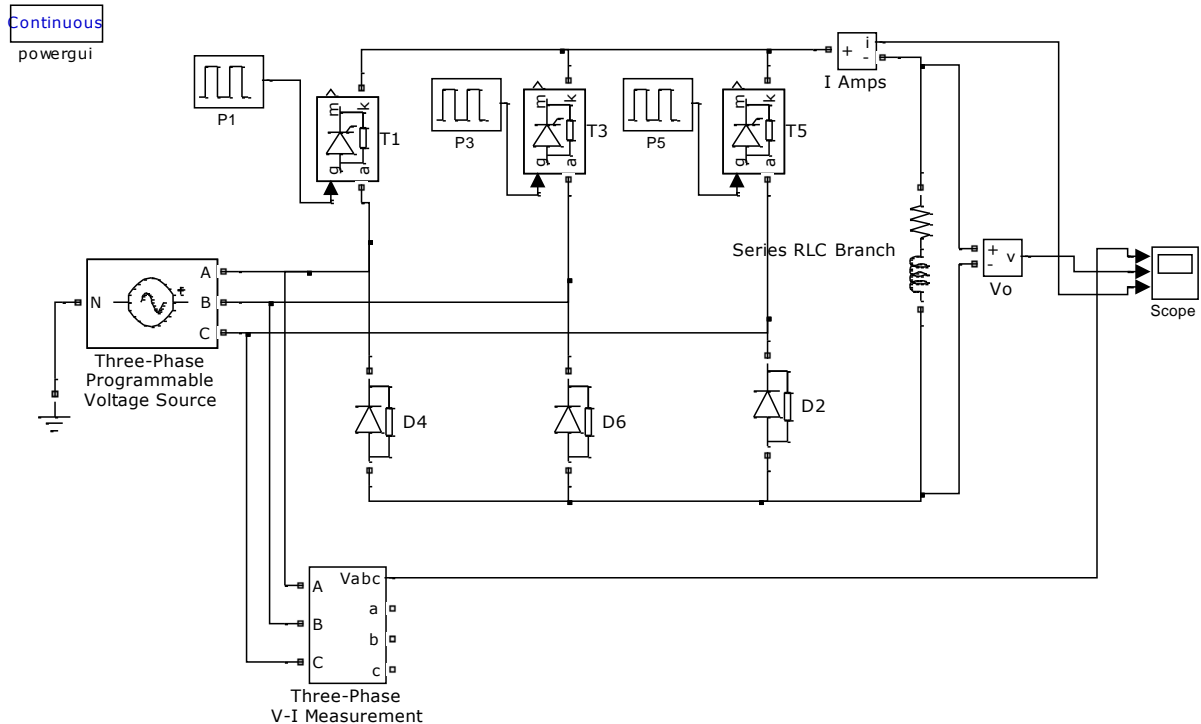 Continuous
powergui
P1
m
k
g
a
T1
P3
m
k
g
a
T3
P5
m
k
g
a
T5
+
i
-
I Amps
Series RLC Branch
+
-
v
Vo
Scope
N
A
B
C
Three-Phase
Programmable
Voltage Source
D4
D6
D2
A
B
C
Vabc
a
b
c
Three-Phase
V-I Measurement